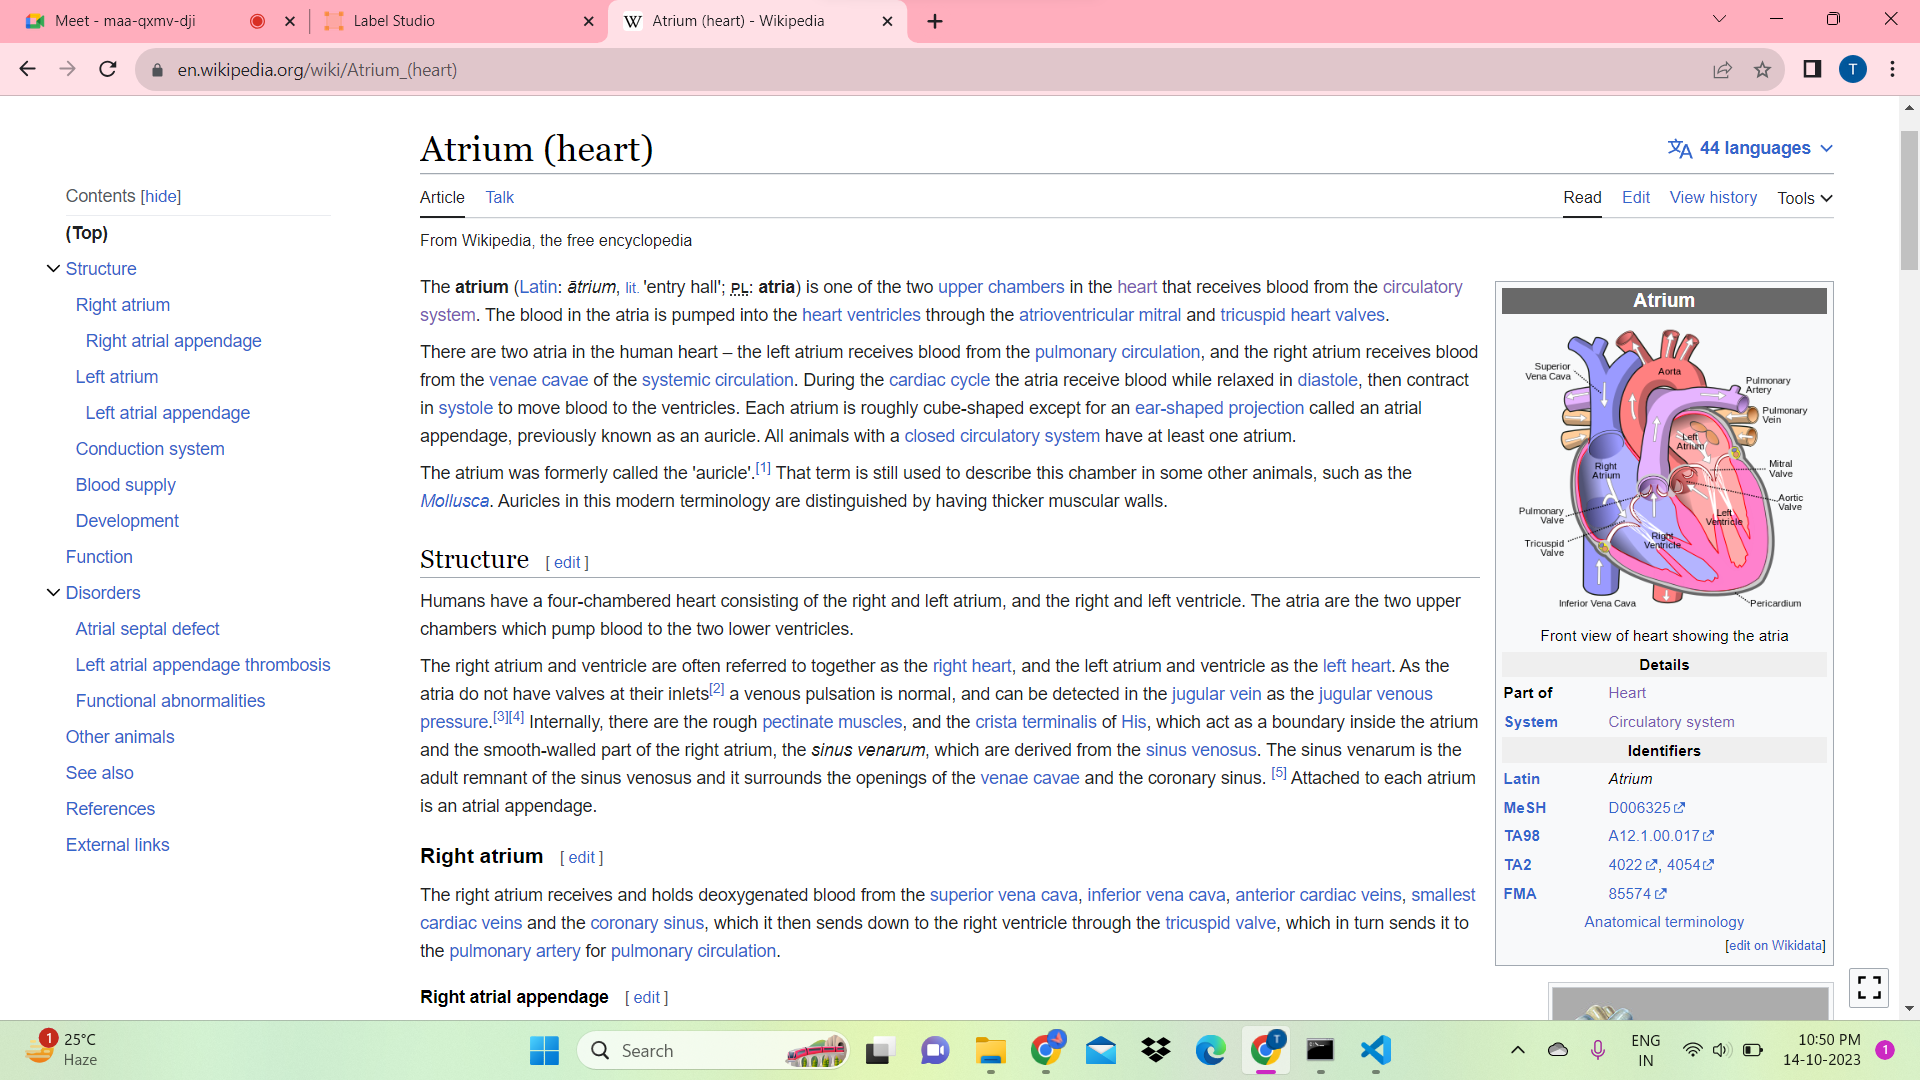 Meet - maa-qxmv-dji
Label Studio
Atrium (heart) - Wikipedia
en.wikipedia.org/wiki/Atrium_(heart)
T
Atrium (heart)
44 languages
Contents [hide]
(Top)
Structure
Right atrium
Right atrial appendage
Left atrium
Left atrial appendage
Conduction system
Blood supply
Development
Function
Disorders
Atrial septal defect
Left atrial appendage thrombosis
Functional abnormalities
Other animals
See also
References
External links
Article Talk
Read Edit View history Tools
From Wikipedia, the free encyclopedia
The atrium (Latin: ātrium, lit. 'entry hall'; PL: atria) is one of the two upper chambers in the heart that receives blood from the circulatory
system. The blood in the atria is pumped into the heart ventricles through the atrioventricular mitral and tricuspid heart valves.
There are two atria in the human heart – the left atrium receives blood from the pulmonary circulation, and the right atrium receives blood
from the venae cavae of the systemic circulation. During the cardiac cycle the atria receive blood while relaxed in diastole, then contract
in systole to move blood to the ventricles. Each atrium is roughly cube-shaped except for an ear-shaped projection called an atrial
appendage, previously known as an auricle. All animals with a closed circulatory system have at least one atrium.
The atrium was formerly called the 'auricle'.[1] That term is still used to describe this chamber in some other animals, such as the
Mollusca. Auricles in this modern terminology are distinguished by having thicker muscular walls.
Structure [ edit ]
Humans have a four-chambered heart consisting of the right and left atrium, and the right and left ventricle. The atria are the two upper
chambers which pump blood to the two lower ventricles.
The right atrium and ventricle are often referred to together as the right heart, and the left atrium and ventricle as the left heart. As the
atria do not have valves at their inlets[2] a venous pulsation is normal, and can be detected in the jugular vein as the jugular venous
pressure.[3][4] Internally, there are the rough pectinate muscles, and the crista terminalis of His, which act as a boundary inside the atrium
and the smooth-walled part of the right atrium, the sinus venarum, which are derived from the sinus venosus. The sinus venarum is the
adult remnant of the sinus venosus and it surrounds the openings of the venae cavae and the coronary sinus. [5] Attached to each atrium
is an atrial appendage.
Right atrium [ edit ]
The right atrium receives and holds deoxygenated blood from the superior vena cava, inferior vena cava, anterior cardiac veins, smallest
cardiac veins and the coronary sinus, which it then sends down to the right ventricle through the tricuspid valve, which in turn sends it to
the pulmonary artery for pulmonary circulation.
Right atrial appendage [ edit ]
Atrium
Superior
Vena Cava
Aorta
Pulmonary
Artery
Pulmonary
Vein
Left
Atrium
Right
Atrium
Mitral
Valve
Aortic
Valve
Pulmonary
Valve
Left
Ventricle
Tricuspid
Valve
Right
Ventricle
Inferior Vena Cava
Pericardium
Front view of heart showing the atria
Details
Part of Heart
System Circulatory system
Identifiers
Latin Atrium
MeSH D006325
TA98 A12.1.00.017
TA2 4022, 4054
FMA 85574
Anatomical terminology
[edit on Wikidata]
1
25°C
Haze
Search
T
ENG
IN
10:50 PM
14-10-2023
1